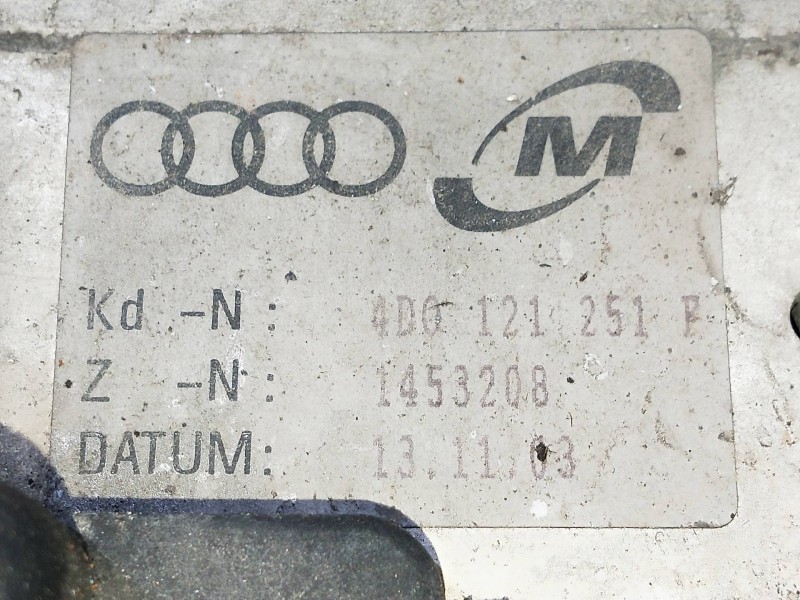 M
Kd -N: 4D0 121 251
Z -N: 1453208
DATUM: 13.11.03